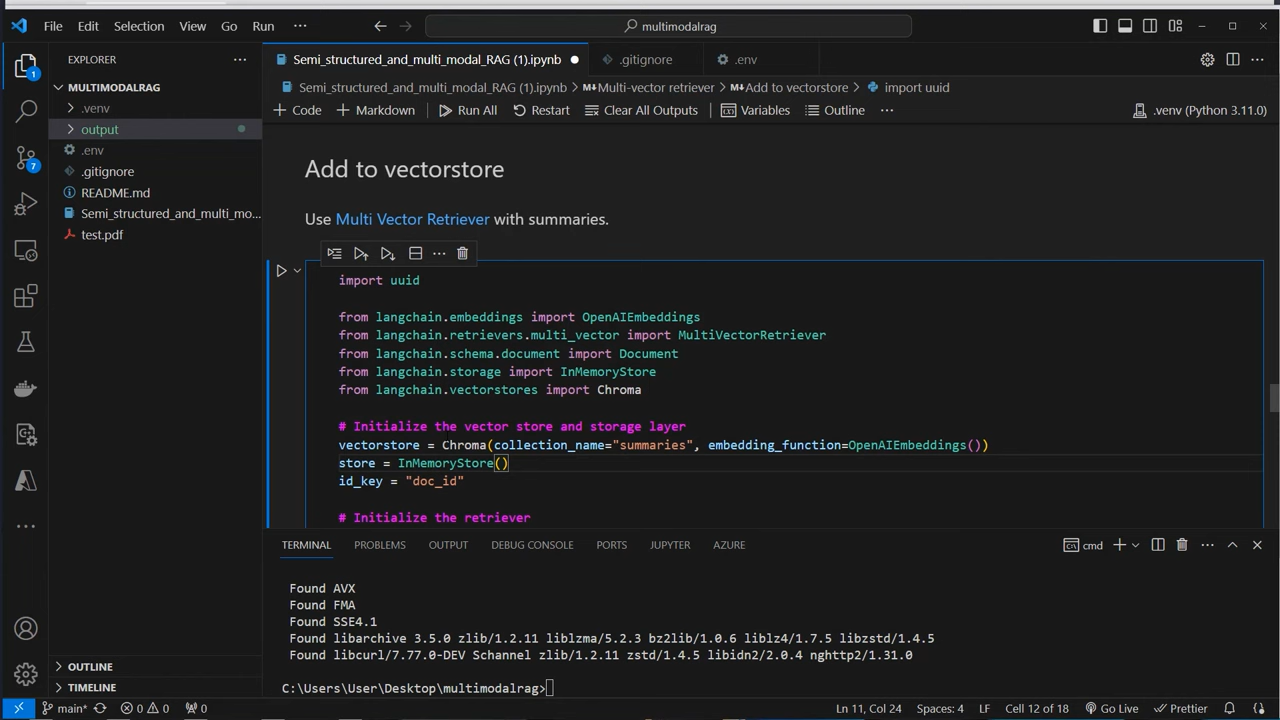 File Edit Selection View Go Run ··· multimodalrag
EXPLORER ···
MULTIMODALRAG
.venv
output
.env
.gitignore
README.md
Semi_structured_and_multi_mo...
test.pdf
OUTLINE
TIMELINE
1
7
Semi_structured_and_multi_modal_RAG (1).ipynb .gitignore .env
Semi_structured_and_multi_modal_RAG (1).ipynb > M↓Multi-vector retriever > M↓Add to vectorstore > import uuid
+ Code + Markdown Run All Restart Clear All Outputs Variables Outline ··· .venv (Python 3.11.0)
Add to vectorstore
Use Multi Vector Retriever with summaries.
import uuid
from langchain.embeddings import OpenAIEmbeddings
from langchain.retrievers.multi_vector import MultiVectorRetriever
from langchain.schema.document import Document
from langchain.storage import InMemoryStore
from langchain.vectorstores import Chroma
# Initialize the vector store and storage layer
vectorstore = Chroma(collection_name="summaries", embedding_function=OpenAIEmbeddings())
store = InMemoryStore()
id_key = "doc_id"
# Initialize the retriever
TERMINAL PROBLEMS OUTPUT DEBUG CONSOLE PORTS JUPYTER AZURE cmd
Found AVX
Found FMA
Found SSE4.1
Found libarchive 3.5.0 zlib/1.2.11 liblzma/5.2.3 bz2lib/1.0.6 liblz4/1.7.5 libzstd/1.4.5
Found libcurl/7.77.0-DEV Schannel zlib/1.2.11 zstd/1.4.5 libidn2/2.0.4 nghttp2/1.31.0
C:\Users\User\Desktop\multimodalrag>
main* 0 0 0 Ln 11, Col 24 Spaces: 4 LF Cell 12 of 18 Go Live Prettier